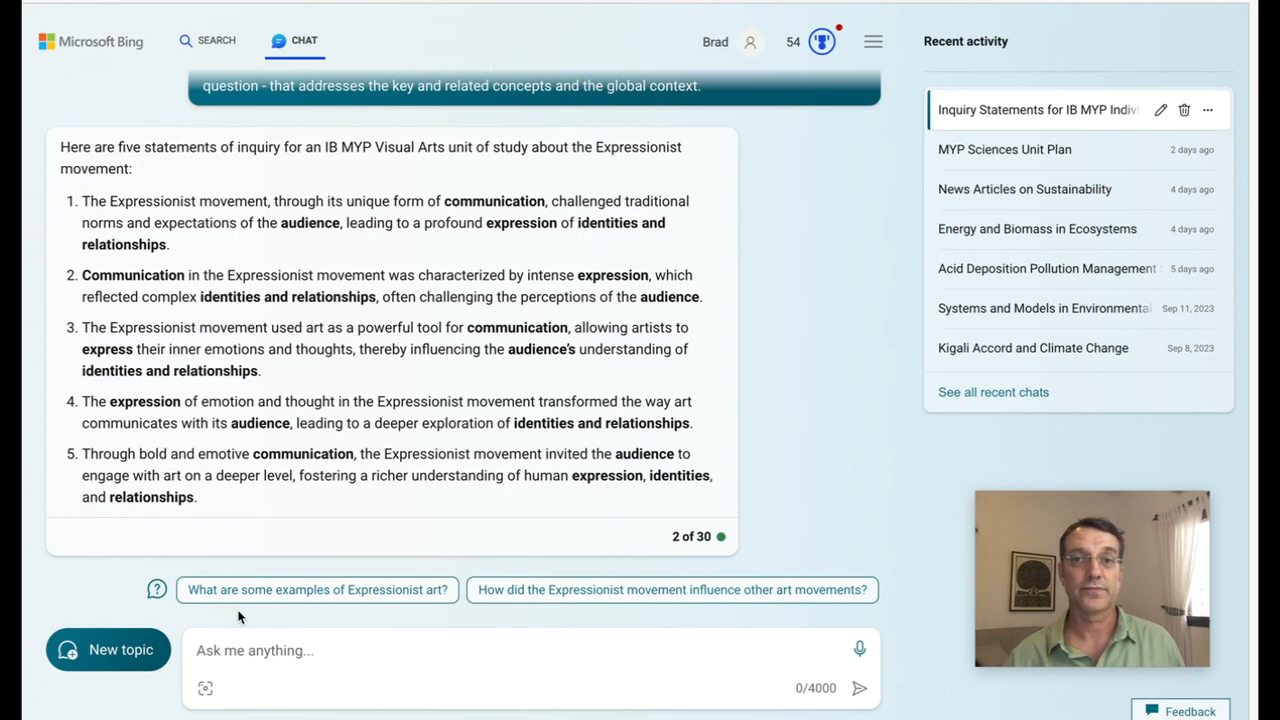 Microsoft Bing
SEARCH
CHAT
Brad
54
Recent activity
question - that addresses the key and related concepts and the global context.
Here are five statements of inquiry for an IB MYP Visual Arts unit of study about the Expressionist
movement:
1. The Expressionist movement, through its unique form of communication, challenged traditional
norms and expectations of the audience, leading to a profound expression of identities and
relationships.
2. Communication in the Expressionist movement was characterized by intense expression, which
reflected complex identities and relationships, often challenging the perceptions of the audience.
3. The Expressionist movement used art as a powerful tool for communication, allowing artists to
express their inner emotions and thoughts, thereby influencing the audience's understanding of
identities and relationships.
4. The expression of emotion and thought in the Expressionist movement transformed the way art
communicates with its audience, leading to a deeper exploration of identities and relationships.
5. Through bold and emotive communication, the Expressionist movement invited the audience to
engage with art on a deeper level, fostering a richer understanding of human expression, identities,
and relationships.
2 of 30
What are some examples of Expressionist art?
How did the Expressionist movement influence other art movements?
New topic
Ask me anything...
0/4000
Inquiry Statements for IB MYP Indiv
MYP Sciences Unit Plan
2 days ago
News Articles on Sustainability
4 days ago
Energy and Biomass in Ecosystems
4 days ago
Acid Deposition Pollution Management
5 days ago
Systems and Models in Environmental
Sep 11, 2023
Kigali Accord and Climate Change
Sep 8, 2023
See all recent chats
Feedback